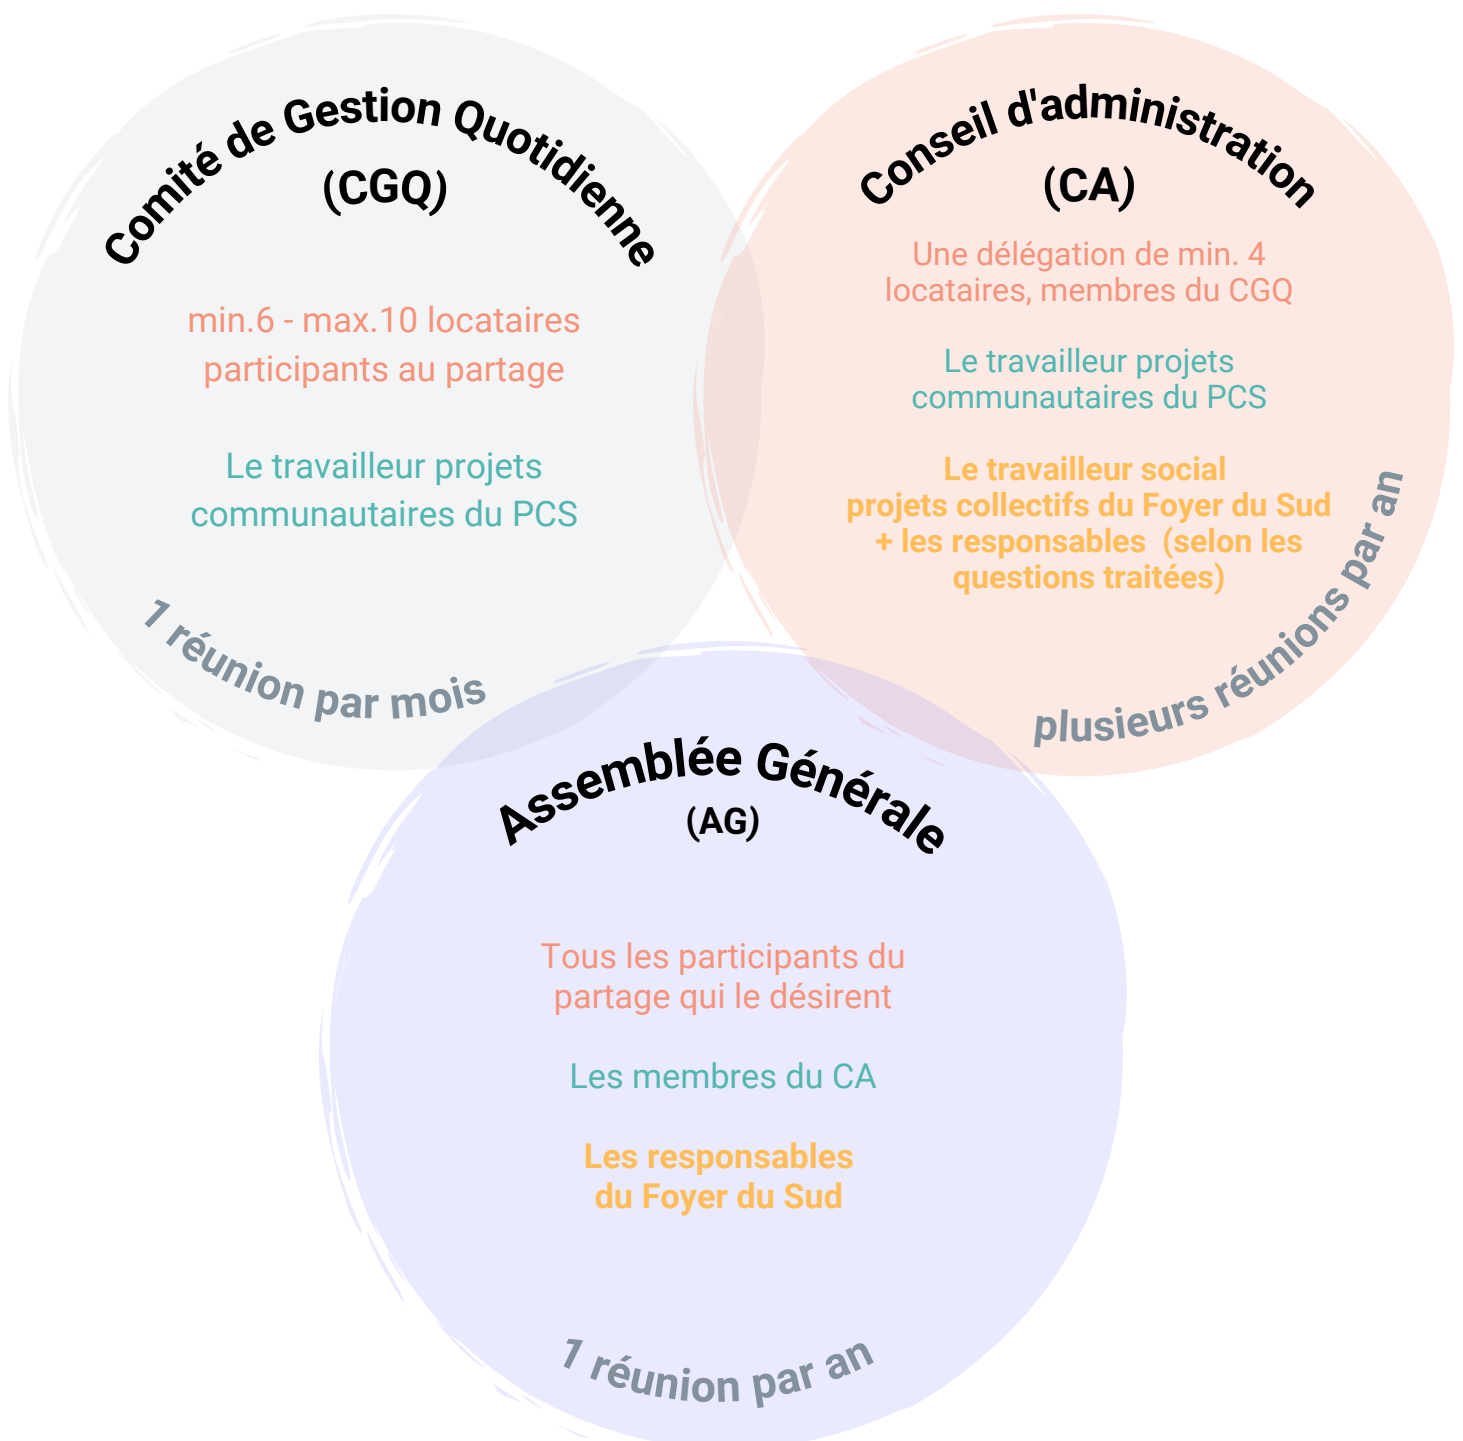 Comité de Gestion Quotidienne
(CGQ)
min.6 - max.10 locataires
participants au partage
Le travailleur projets
communautaires du PCS
1 réunion par mois
Conseil d'administration
(CA)
Une délégation de min. 4
locataires, membres du CGQ
Le travailleur projets
communautaires du PCS
Le travailleur social
projets collectifs du Foyer du Sud
+ les responsables (selon les
questions traitées)
plusieurs réunions par an
Assemblée Générale
(AG)
Tous les participants du
partage qui le désirent
Les membres du CA
Les responsables
du Foyer du Sud
1 réunion par an